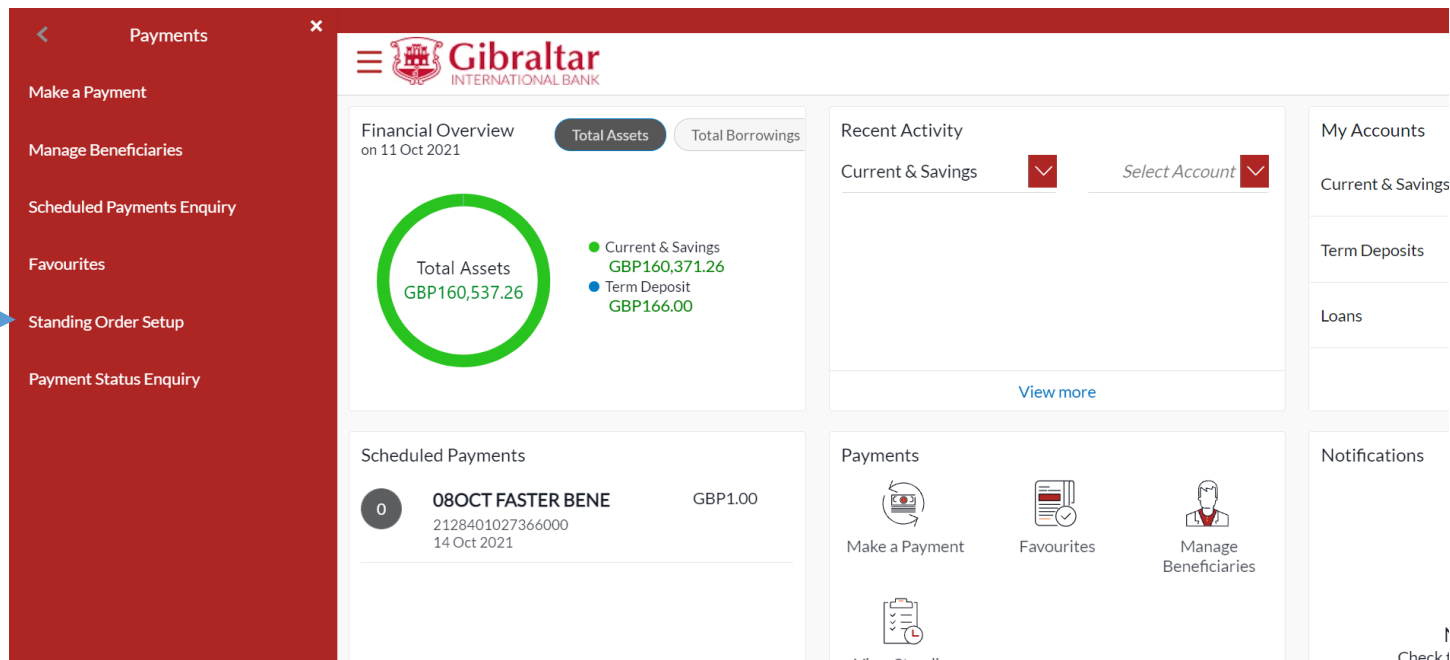 Payments
Make a Payment
Manage Beneficiaries
Scheduled Payments Enquiry
Favourites
Standing Order Setup
Payment Status Enquiry
Gibraltar
INTERNATIONAL BANK
Financial Overview
on 11 Oct 2021
Total Assets
Total Borrowings
Total Assets
GBP160,537.26
Current & Savings
GBP160,371.26
Term Deposit
GBP166.00
Recent Activity
Current & Savings
Select Account
View more
My Accounts
Current & Savings
Term Deposits
Loans
Scheduled Payments
0
08OCT FASTER BENE
GBP1.00
2128401027366000
14 Oct 2021
Payments
Make a Payment
Favourites
Manage
Beneficiaries
Notifications
Check